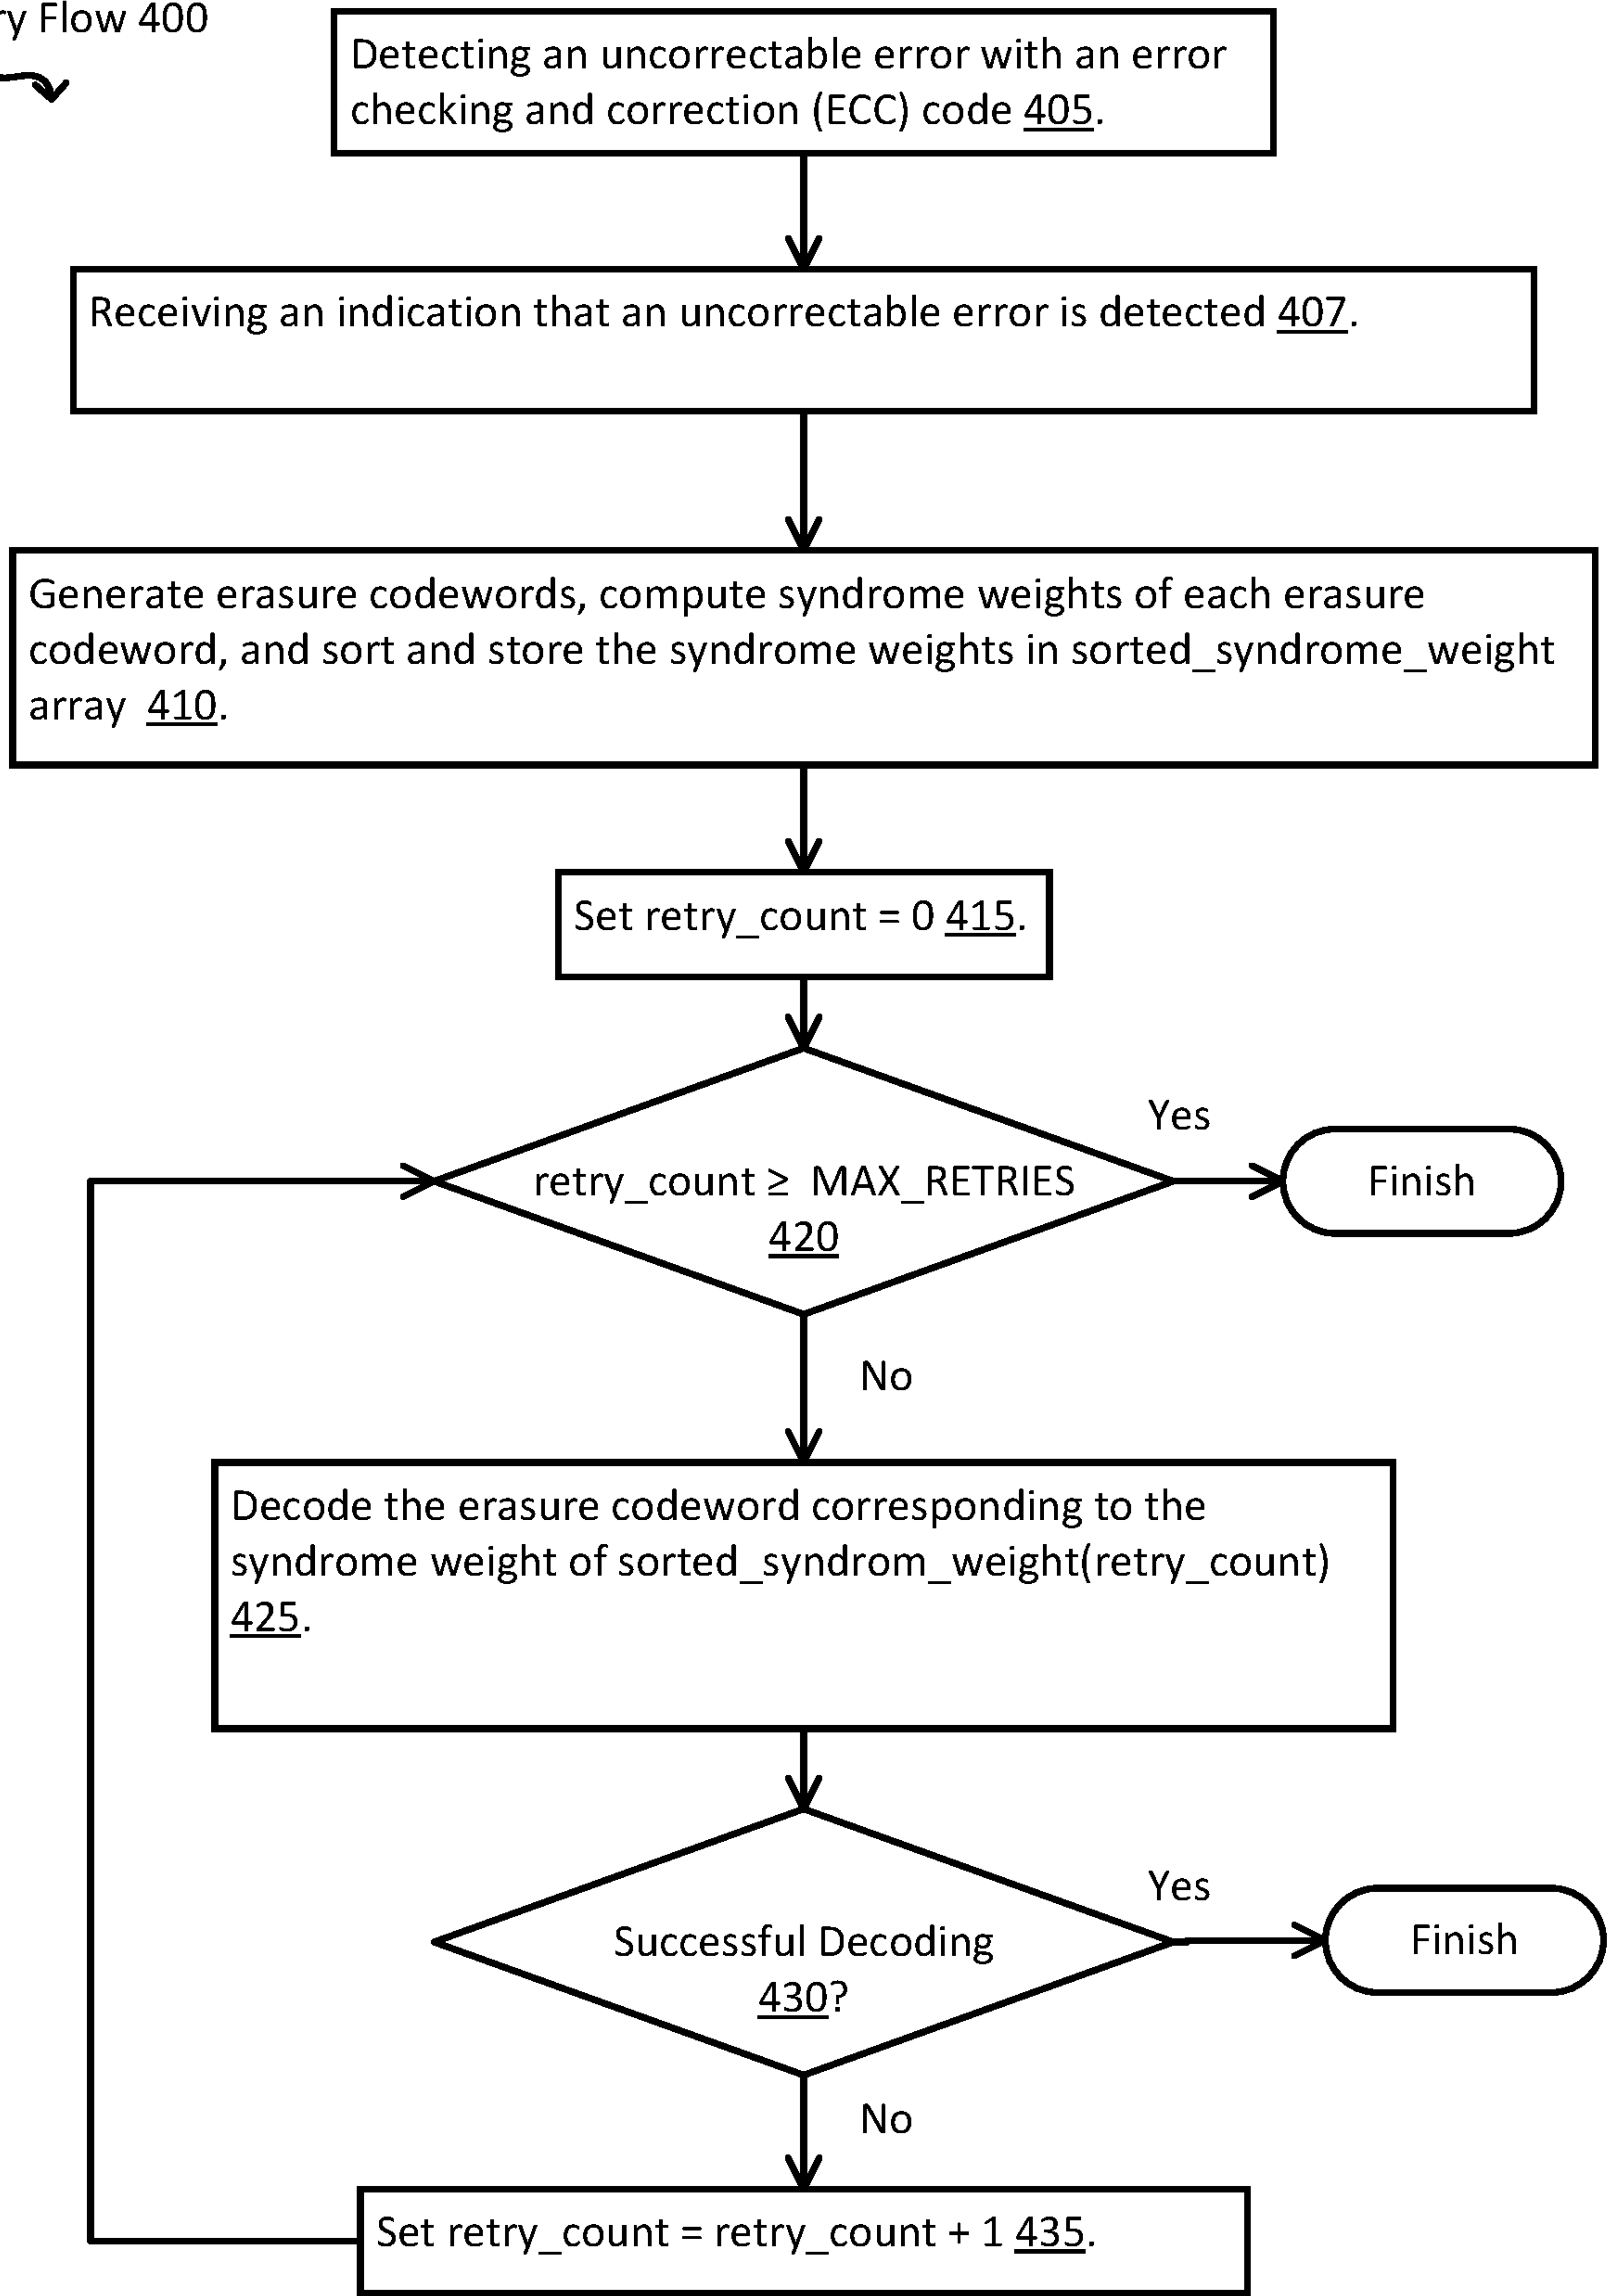 y Flow 400
Detecting an uncorrectable error with an error
checking and correction (ECC) code 405.
Receiving an indication that an uncorrectable error is detected 407.
Generate erasure codewords, compute syndrome weights of each erasure
codeword, and sort and store the syndrome weights in sorted_syndrome_weight
array 410.
Set retry_count = 0 415.
retry_count ≥ MAX_RETRIES
420
Yes
Finish
No
Decode the erasure codeword corresponding to the
syndrome weight of sorted_syndrom_weight(retry_count)
425.
Successful Decoding
430?
Yes
Finish
No
Set retry_count = retry_count + 1 435.